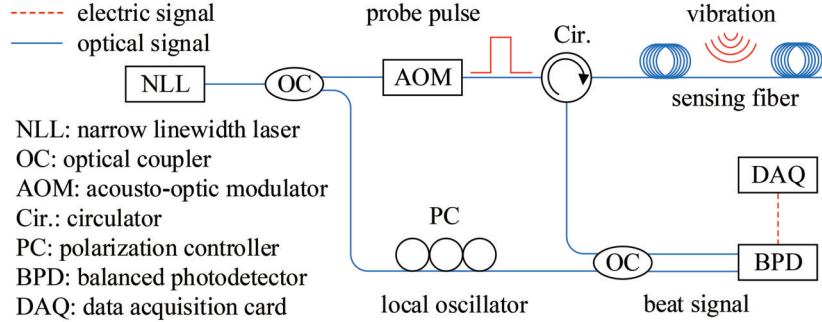 electric signal
optical signal
probe pulse
Cir.
vibration
NLL
OC
AOM
sensing fiber
NLL: narrow linewidth laser
OC: optical coupler
AOM: acousto-optic modulator
Cir.: circulator
PC: polarization controller
BPD: balanced photodetector
DAQ: data acquisition card
PC
DAQ
OC
BPD
local oscillator
beat signal